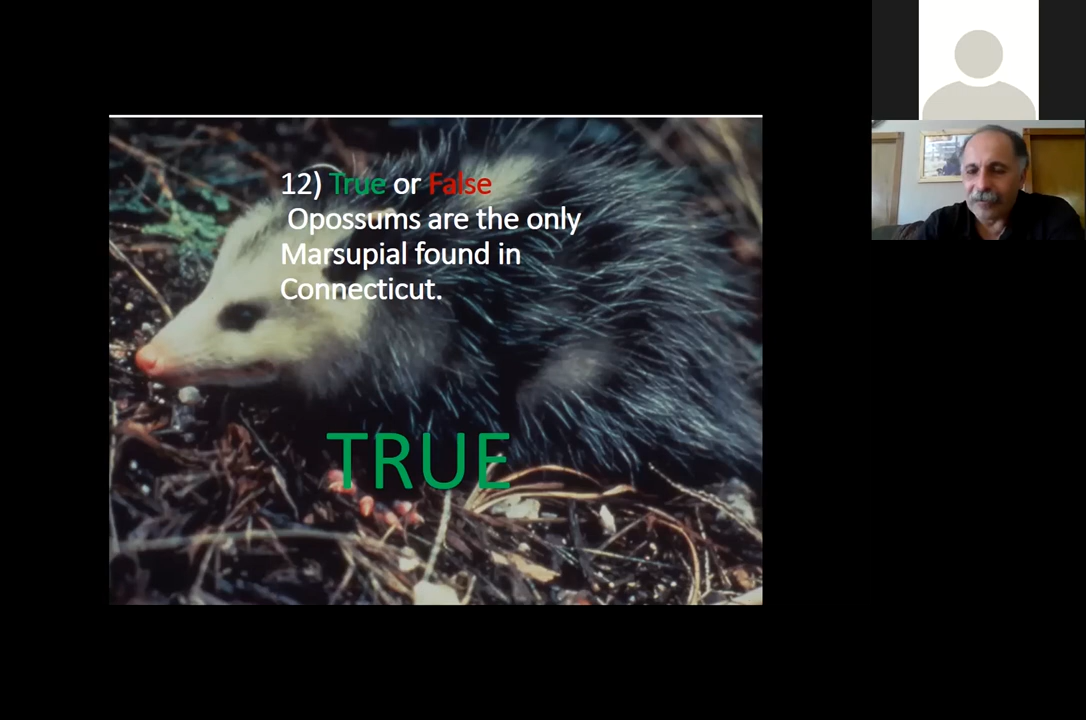 12) True or False
Opossums are the only
Marsupial found in
Connecticut.
TRUE